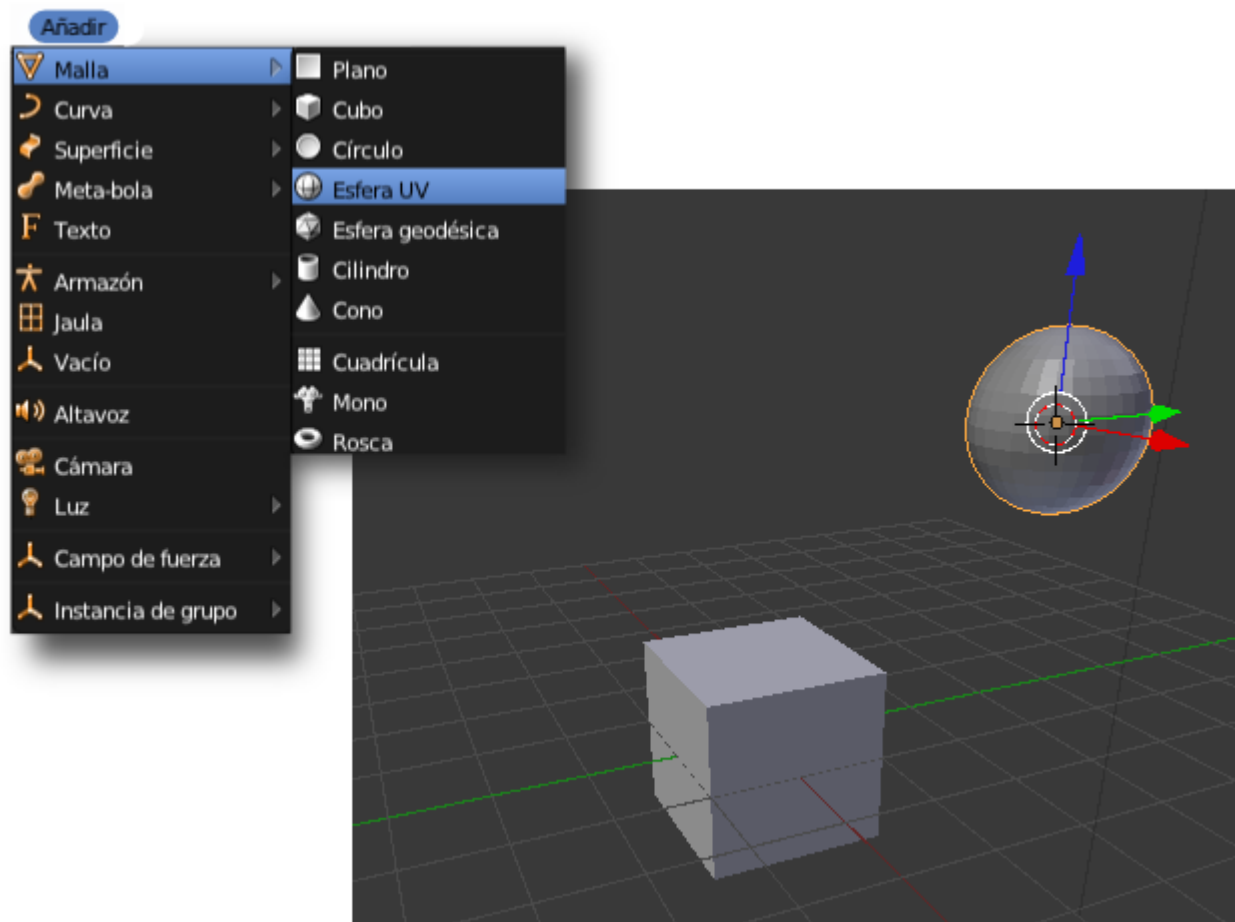 Añadir
Malla
Curva
Superficie
Meta-bola
Texto
Armazón
Jaula
Vacío
Altavoz
Cámara
Luz
Campo de fuerza
Instancia de grupo
Plano
Cubo
Círculo
Esfera UV
Esfera geodésica
Cilindro
Cono
Cuadrícula
Mono
Rosca